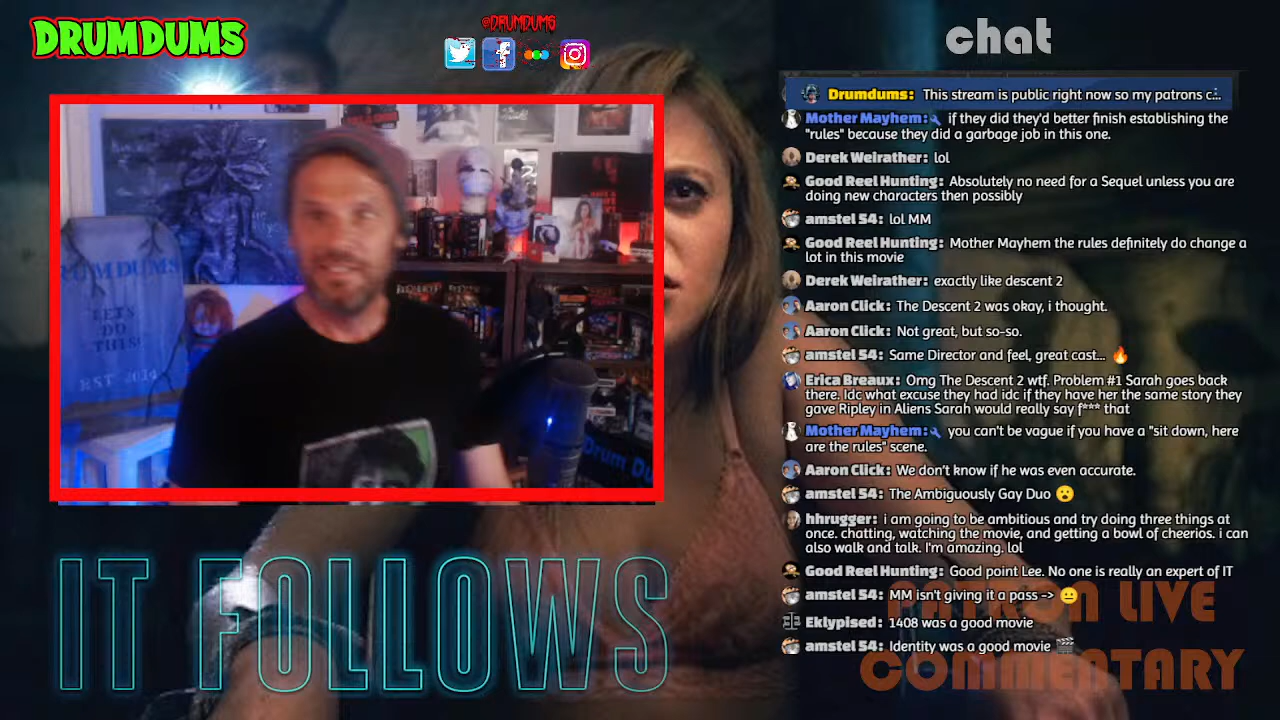 DRUMDUMS
@DRUMDUMS
chat
Drumdums: This stream is public right now so my patrons c...
Mother Mayhem: if they did they'd better finish establishing the
"rules" because they did a garbage job in this one.
Derek Weirather: lol
Good Reel Hunting: Absolutely no need for a Sequel unless you are
doing new characters then possibly
amstel 54: lol MM
Good Reel Hunting: Mother Mayhem the rules definitely do change a
lot in this movie
Derek Weirather: exactly like descent 2
Aaron Click: The Descent 2 was okay, i thought.
Aaron Click: Not great, but so-so.
amstel 54: Same Director and feel, great cast... 🔥
Erica Breaux: Omg The Descent 2 wtf. Problem #1 Sarah goes back
there. Idc what excuse they had idc if they have her the same story they
gave Ripley in Aliens Sarah would really say f*** that
Mother Mayhem: you can't be vague if you have a "sit down, here
are the rules" scene.
Aaron Click: We don't know if he was even accurate.
amstel 54: The Ambiguously Gay Duo 😮
hhrugger: i am going to be ambitious and try doing three things at
once. chatting, watching the movie, and getting a bowl of cheerios. i can
also walk and talk. I'm amazing. lol
Good Reel Hunting: Good point Lee. No one is really an expert of IT
amstel 54: MM isn't giving it a pass -> 😐
Eklypised: 1408 was a good movie
amstel 54: Identity was a good movie 🎬
DRUMDUMS
LET'S
DO
THIS!
EST 2014
Drum Du
IT FOLLOWS
PATRON LIVE
COMMENTARY